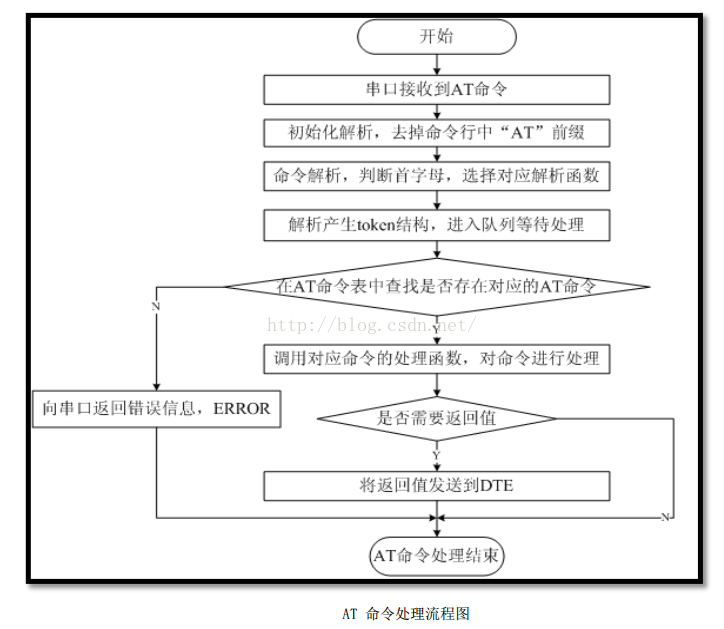 开始
串口接收到AT命令
初始化解析，去掉命令行中“AT”前缀
命令解析，判断首字母，选择对应解析函数
解析产生token结构，进入队列等待处理
在AT命令表中查找是否存在对应的AT命令
N
http://blog.csdn.net/
Y
调用对应命令的处理函数，对命令进行处理
向串口返回错误信息，ERROR
是否需要返回值
Y
将返回值发送到DTE
N
AT命令处理结束
AT 命令处理流程图